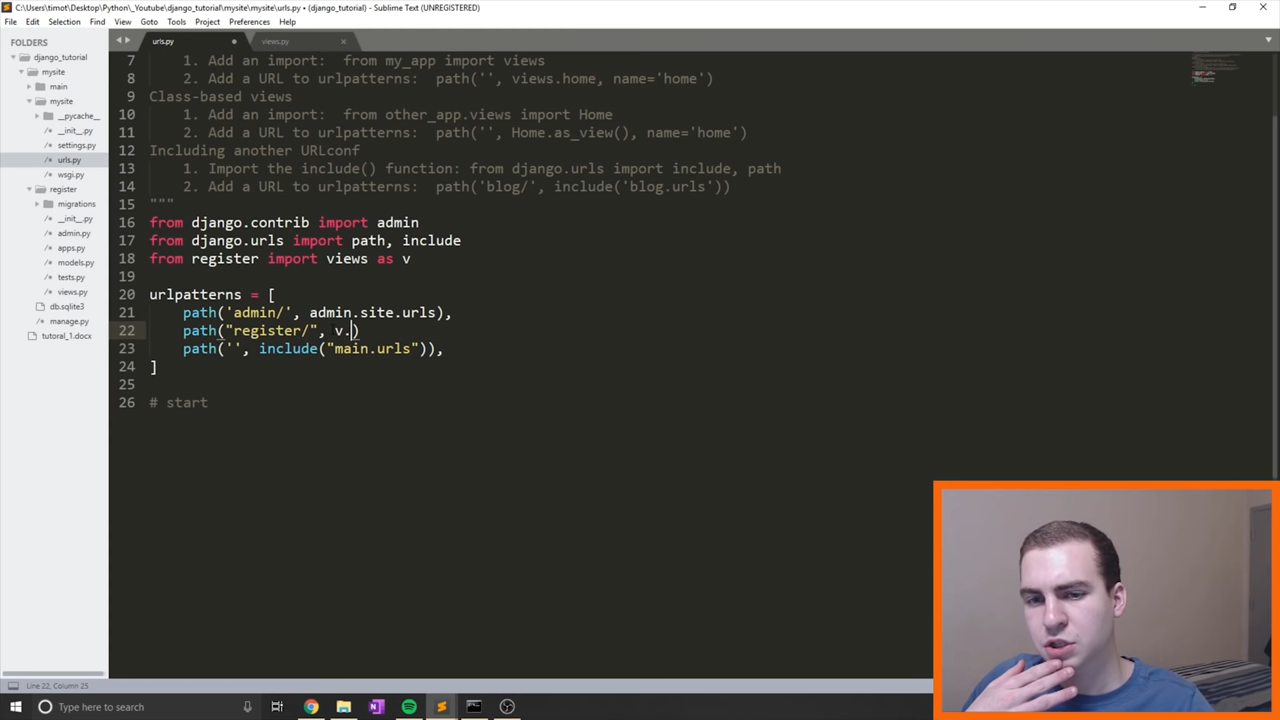 C:\Users\timot\Desktop\Python\_Youtube\django_tutorial\mysite\mysite\urls.py • (django_tutorial) - Sublime Text (UNREGISTERED)
File Edit Selection Find View Goto Tools Project Preferences Help
FOLDERS
django_tutorial
mysite
main
mysite
__pycache__
__init__.py
settings.py
urls.py
wsgi.py
register
migrations
__init__.py
admin.py
apps.py
models.py
tests.py
views.py
db.sqlite3
manage.py
tutoral_1.docx
urls.py views.py
7 1. Add an import: from my_app import views
8 2. Add a URL to urlpatterns: path('', views.home, name='home')
9 Class-based views
10 1. Add an import: from other_app.views import Home
11 2. Add a URL to urlpatterns: path('', Home.as_view(), name='home')
12 Including another URLconf
13 1. Import the include() function: from django.urls import include, path
14 2. Add a URL to urlpatterns: path('blog/', include('blog.urls'))
15 """
16 from django.contrib import admin
17 from django.urls import path, include
18 from register import views as v
19
20 urlpatterns = [
21 path('admin/', admin.site.urls),
22 path("register/", v.)
23 path('', include("main.urls")),
24 ]
25
26 # start
Line 22, Column 25
Type here to search